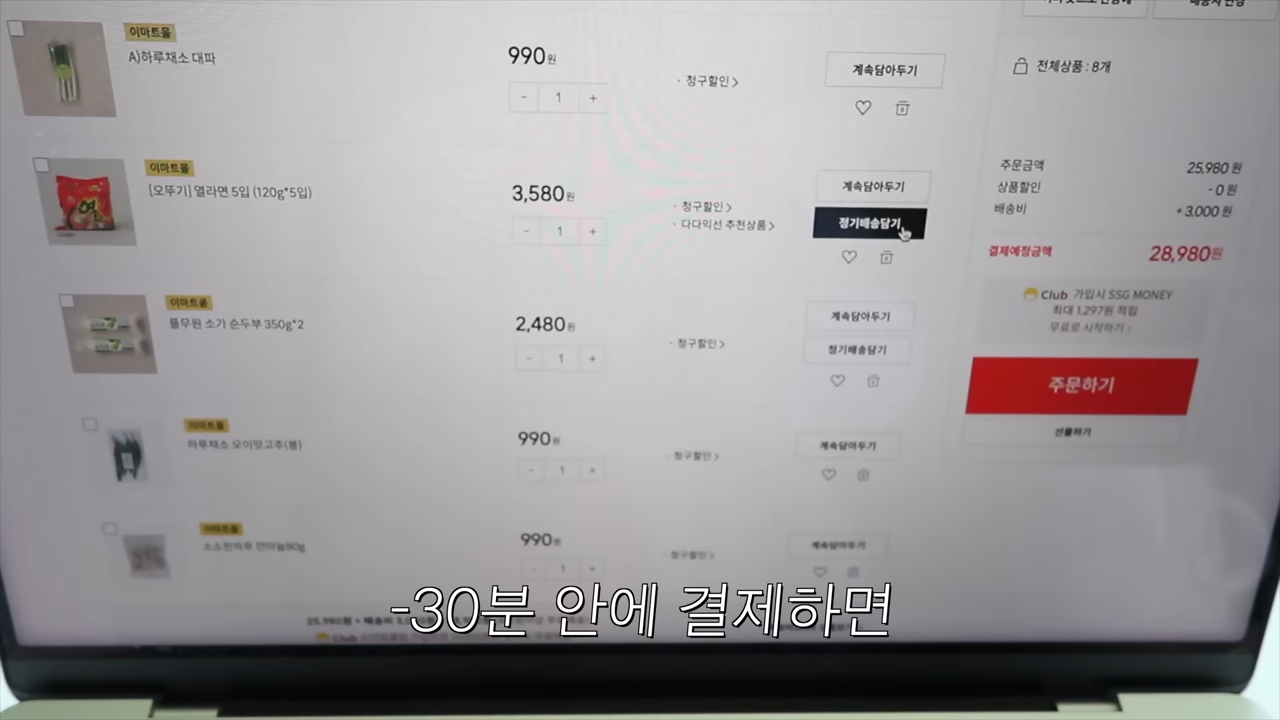 이마트몰
A)하루채소 대파
990원
- 1 +
· 청구할인 >
계속담아두기
전체상품 : 8개
이마트몰
[오뚜기] 열라면 5입 (120g*5입)
3,580원
- 1 +
· 청구할인 >
· 다다익선 추천상품 >
계속담아두기
정기배송담기
열
주문금액 25,980 원
상품할인 - 0 원
배송비 + 3,000 원
결제예정금액 28,980원
Club 가입시 SSG MONEY
최대 1,297원 적립
무료로 시작하기 >
주문하기
선물하기
이마트몰
풀무원 소가 순두부 350g*2
2,480원
- 1 +
· 청구할인 >
계속담아두기
정기배송담기
이마트몰
하루채소 오이맛고추(봉)
990원
- 1 +
· 청구할인 >
계속담아두기
이마트몰
990원
- 1 +
· 청구할인 >
계속담아두기
25,980원 + 배송비
Club
-30분 안에 결제하면